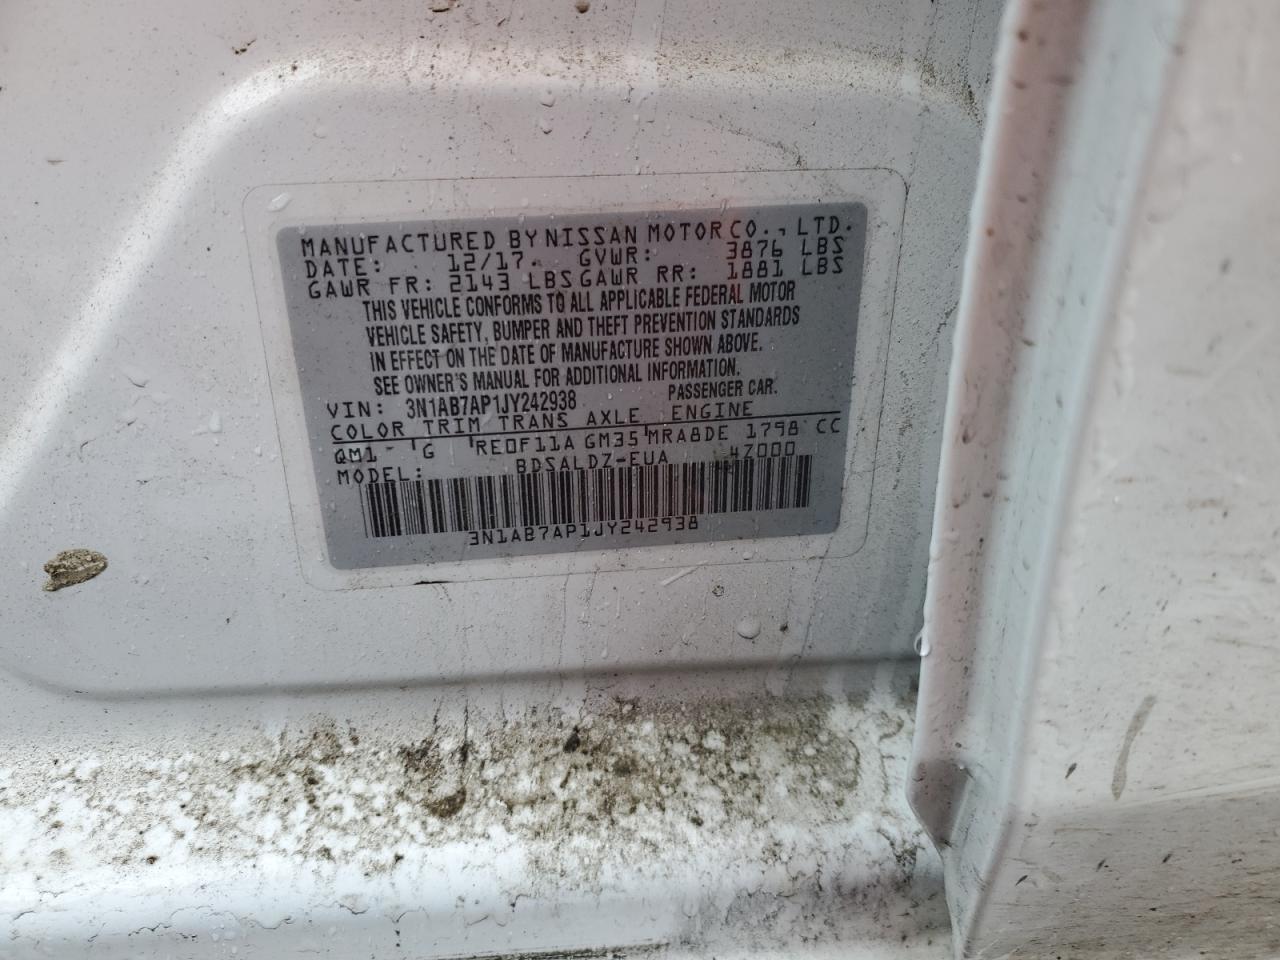 MANUFACTURED BY NISSAN MOTOR CO., LTD.
DATE: 12/17 GVWR: 3876 LBS
GAWR FR: 2143 LBS GAWR RR: 1881 LBS
THIS VEHICLE CONFORMS TO ALL APPLICABLE FEDERAL MOTOR
VEHICLE SAFETY, BUMPER AND THEFT PREVENTION STANDARDS
IN EFFECT ON THE DATE OF MANUFACTURE SHOWN ABOVE.
SEE OWNER'S MANUAL FOR ADDITIONAL INFORMATION.
VIN: 3N1AB7AP1JY242938 PASSENGER CAR.
COLOR TRIM TRANS AXLE ENGINE
QM1 G RE0F11A GM35 MRA8DE 1798 CC
MODEL: BDSALDZ-EUA 4Z000
3N1AB7AP1JY242938